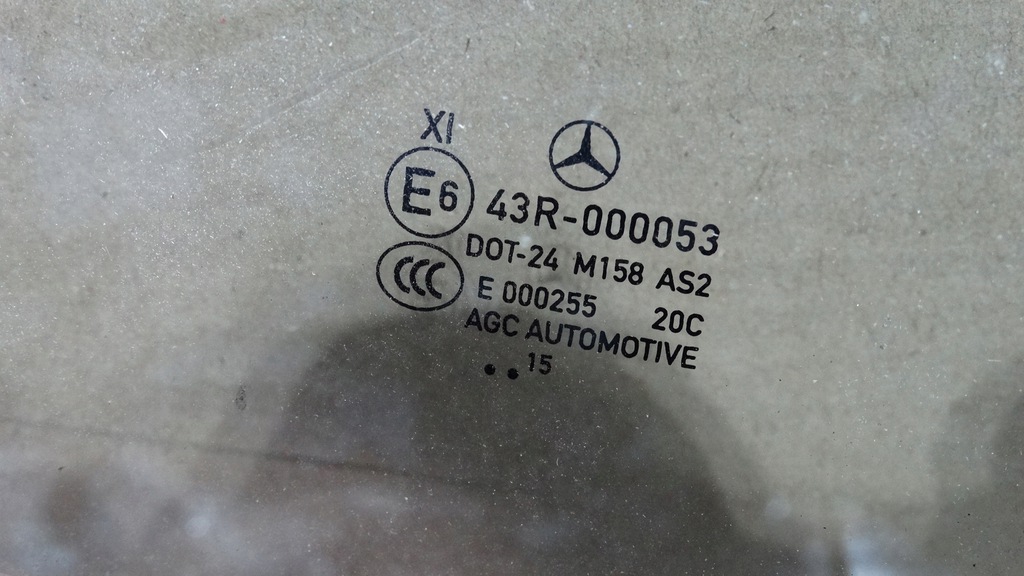 XI
E6 43R-000053
DOT-24 M158 AS2
CCC E 000255 20C
AGC AUTOMOTIVE
.. 15